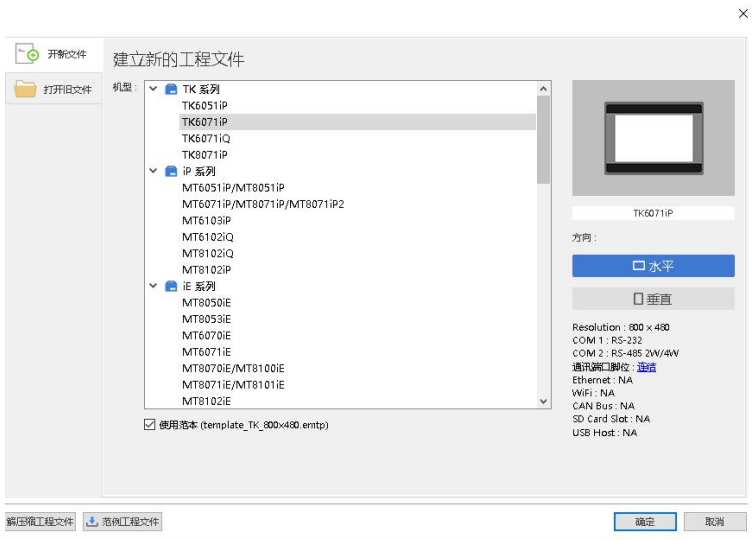 开新文件
打开旧文件
建立新的工程文件
机型 :
TK 系列
TK6051iP
TK6071iP
TK6071iQ
TK8071iP
iP 系列
MT6051iP/MT8051iP
MT6071iP/MT8071iP/MT8071iP2
MT6103iP
MT6102iQ
MT8102iQ
MT8102iP
iE 系列
MT8050iE
MT8053iE
MT6070iE
MT6071iE
MT8070iE/MT8100iE
MT8071iE/MT8101iE
MT8102iE
使用范本 (template_TK_800x480.emtp)
TK6071iP
方向 :
水平
垂直
Resolution : 800 x 480
COM 1 : RS-232
COM 2 : RS-485 2W/4W
通讯端口脚位 : 连结
Ethernet : NA
WiFi : NA
CAN Bus : NA
SD Card Slot : NA
USB Host : NA
解压缩工程文件
范例工程文件
确定
取消